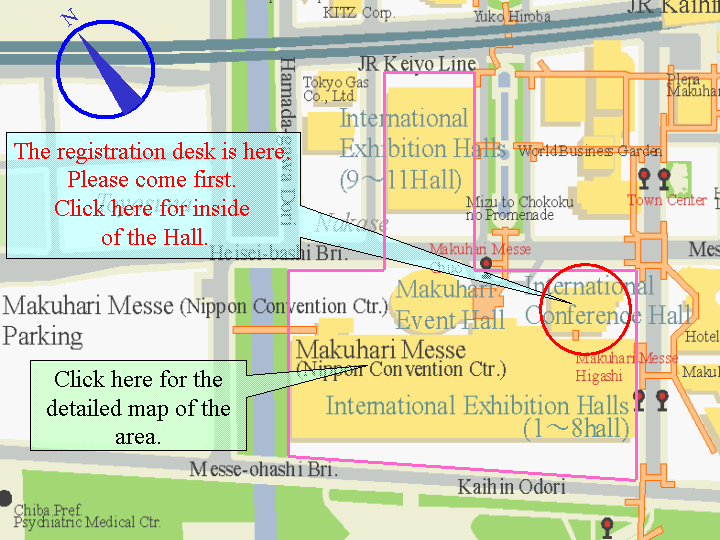 N
KITZ Corp.
Yuko Hiroba
JR Kaihi
JR Keiyo Line
Hamada-gawa Dori
Tokyo Gas
Co., Ltd.
Plena
Makuhar
International
Exhibition Halls
(9～11Hall)
World Business Garden
The registration desk is here.
Please come first.
Click here for inside
of the Hall.
Nakase
Mizu to Chokoku
no Promenade
Town Center
H
Heisei-bashi Bri.
Makuhari Messe
Chuo
Mes
Makuhari Messe (Nippon Convention Ctr.)
Parking
Makuhari
Event Hall
International
Conference Hall
Hotel
Makuhari Messe
(Nippon Convention Ctr.)
Makuhari Messe
Higashi
Maku
Click here for the
detailed map of the
area.
International Exhibition Halls
(1～8hall)
Messe-ohashi Bri.
Kaihin Odori
Chiba Pref.
Psychiatric Medical Ctr.